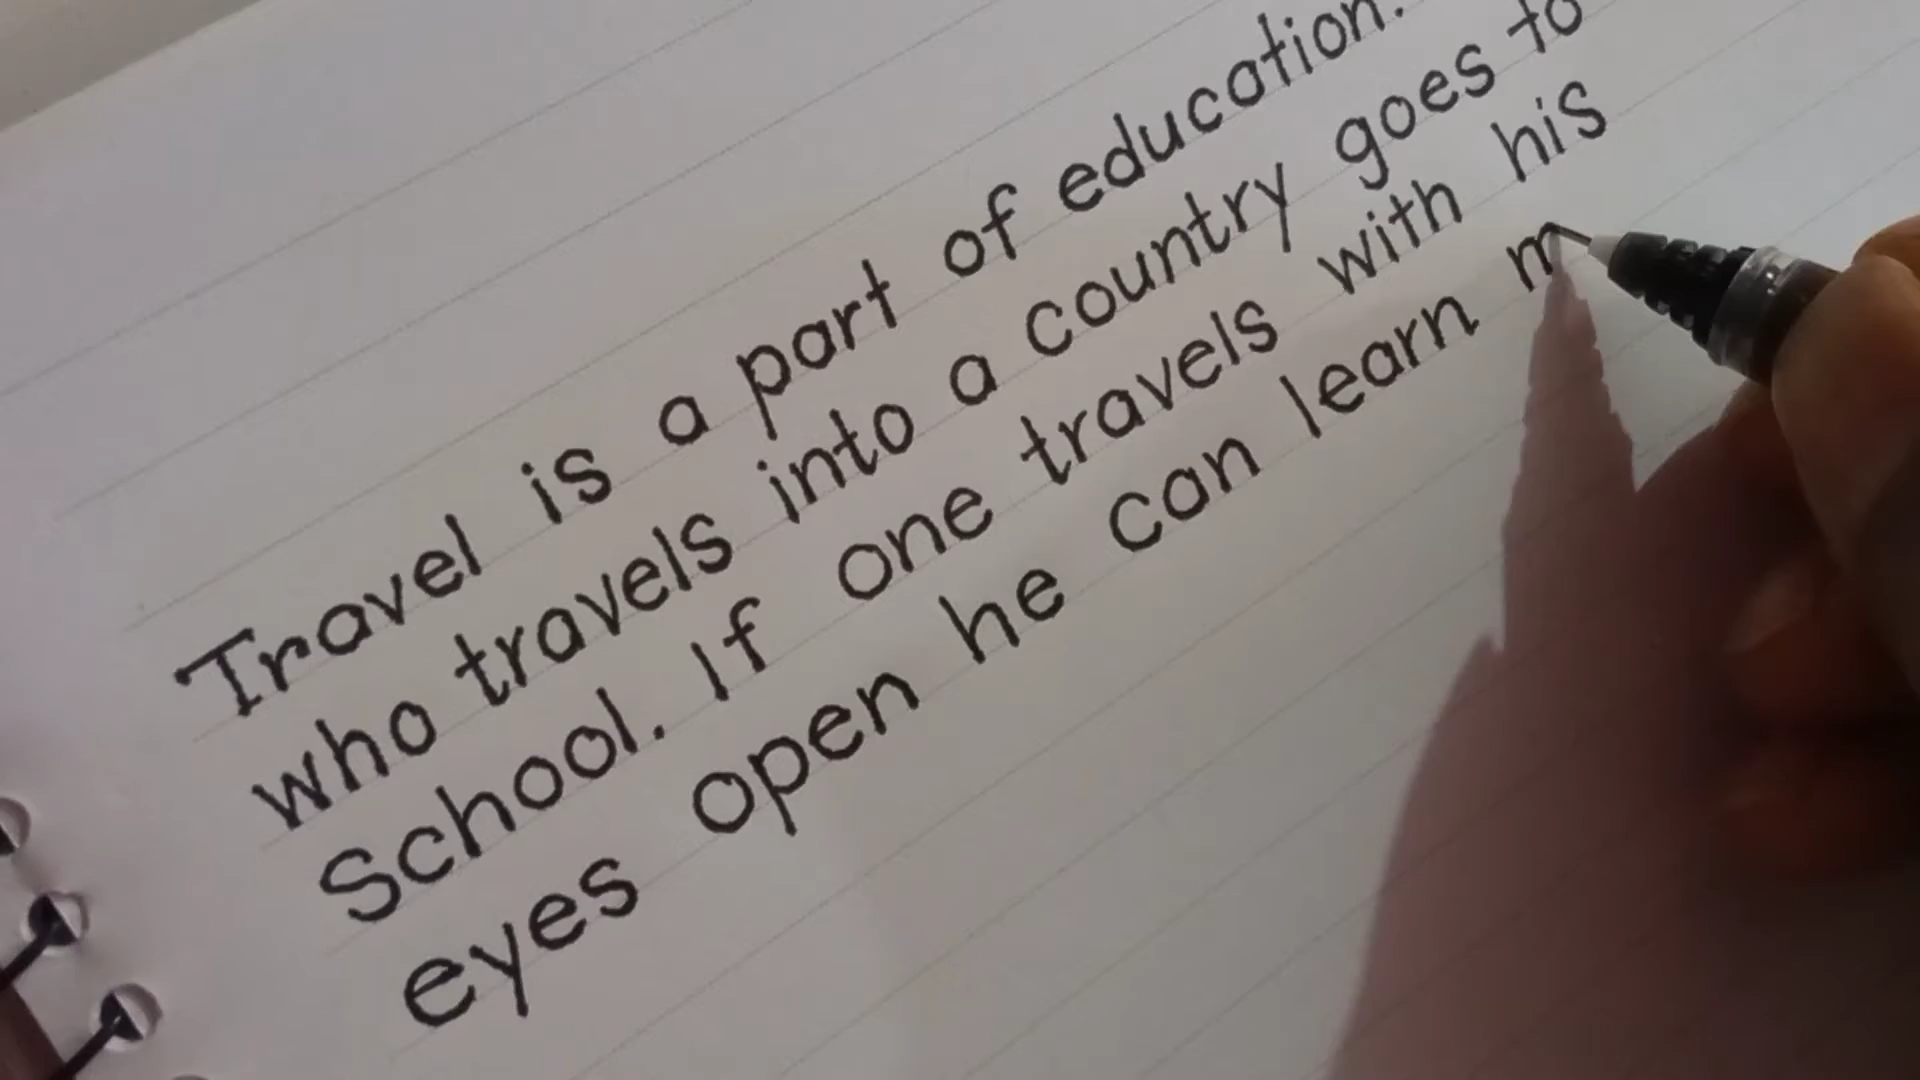 Travel is a part of education.
who travels into a country goes to
School. If one travels with his
eyes open he can learn m